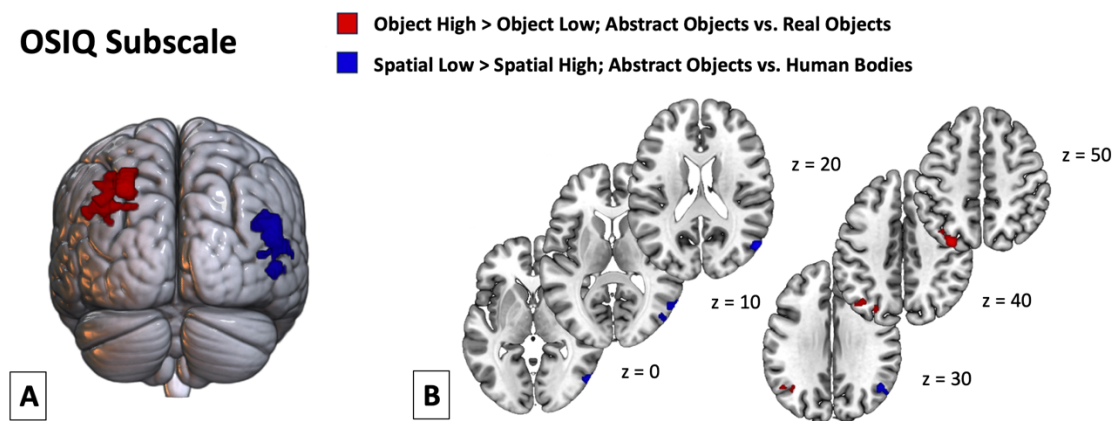 OSIQ Subscale
Object High > Object Low; Abstract Objects vs. Real Objects
Spatial Low > Spatial High; Abstract Objects vs. Human Bodies
A
B
z = 0
z = 10
z = 20
z = 30
z = 40
z = 50